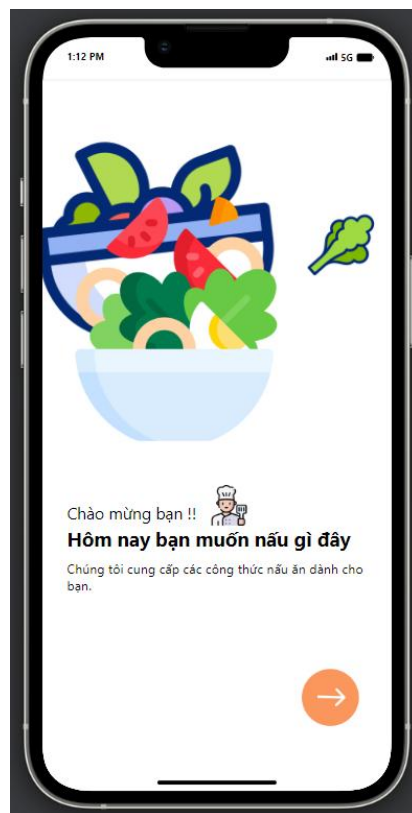 1:12 PM
5G
Chào mừng bạn !!
Hôm nay bạn muốn nấu gì đây
Chúng tôi cung cấp các công thức nấu ăn dành cho
bạn.